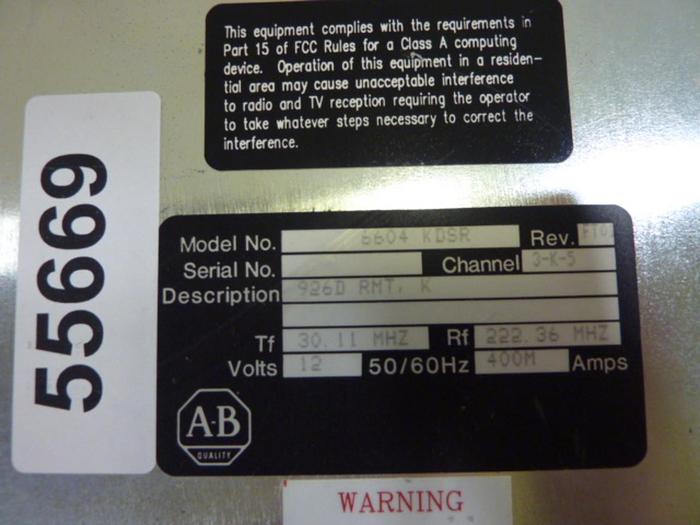 This equipment complies with the requirements in
Part 15 of FCC Rules for a Class A computing
device. Operation of this equipment in a residen-
tial area may cause unacceptable interference
to radio and TV reception requiring the operator
to take whatever steps necessary to correct the
interference.
55669
Model No. 6604 KDSR Rev.
Serial No. Channel 3-K-5
Description 926D RMT, K
Tf 30.11 MHZ Rf 222.36 MHZ
Volts 12 50/60Hz 400M Amps
A-B
QUALITY
WARNING